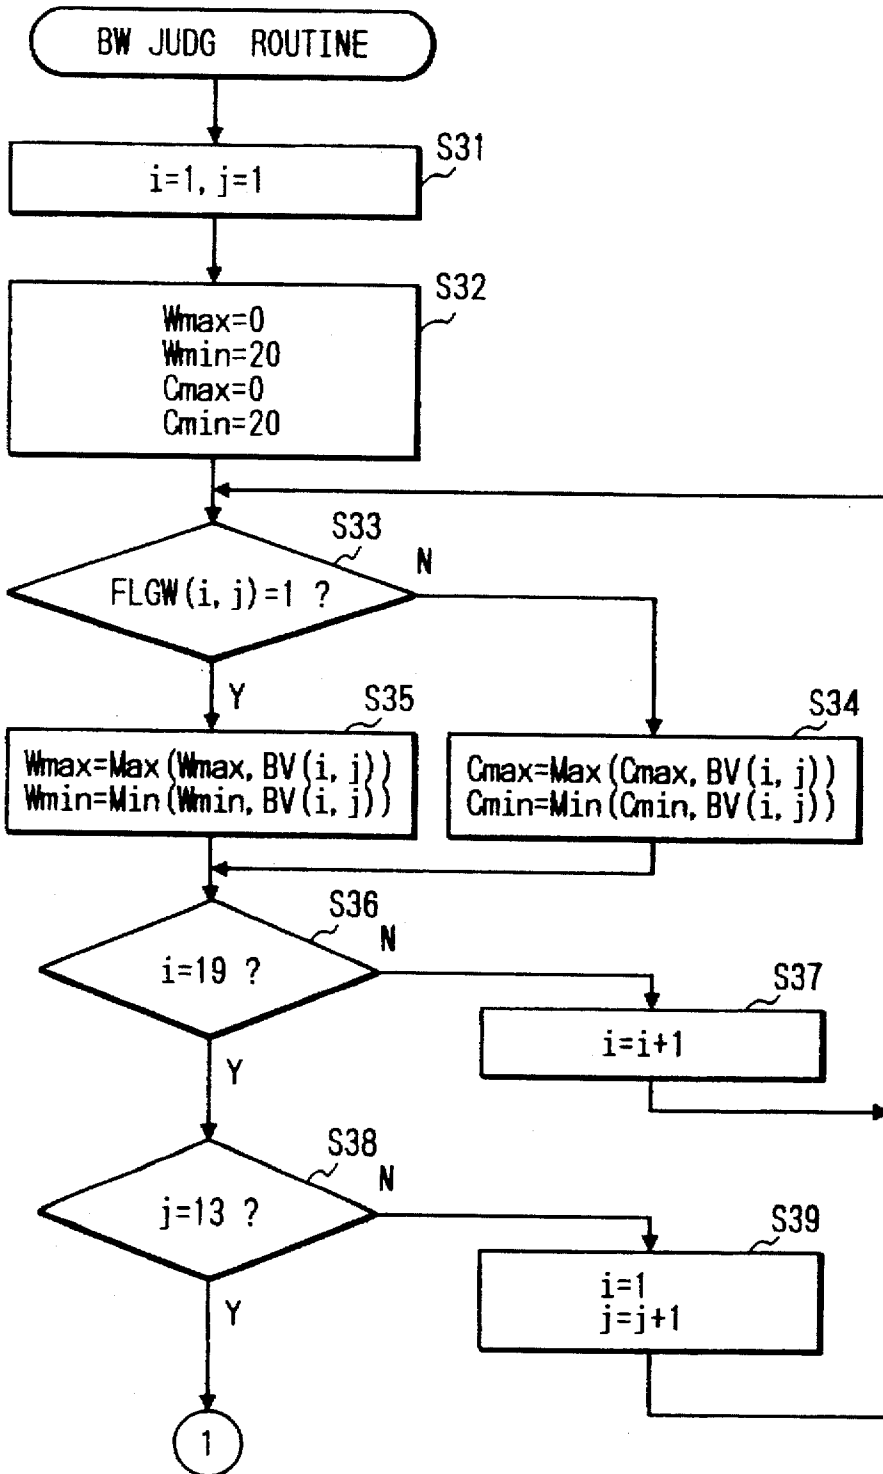 BW JUDG ROUTINE
S31
i=1, j=1
S32
Wmax=0
Wmin=20
Cmax=0
Cmin=20
S33
FLGW(i, j)=1 ?
N
Y
S35
Wmax=Max(Wmax, BV(i, j))
Wmin=Min(Wmin, BV(i, j))
S34
Cmax=Max(Cmax, BV(i, j))
Cmin=Min(Cmin, BV(i, j))
S36
i=19 ?
N
Y
S37
i=i+1
S38
j=13 ?
N
Y
S39
i=1
j=j+1
1